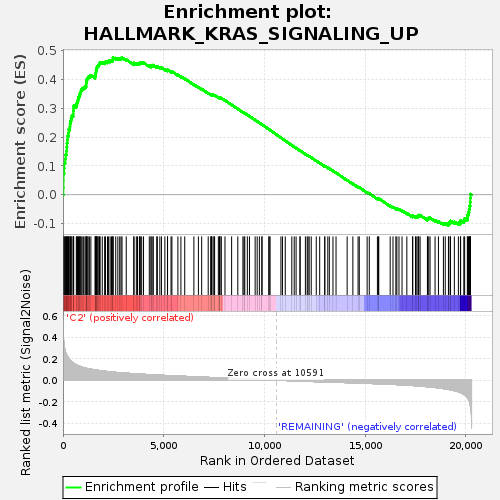 Enrichment plot:
HALLMARK_KRAS_SIGNALING_UP
Enrichment score (ES)
0.5
0.4
0.3
0.2
0.1
0.0
-0.1
Ranked list metric (Signal2Noise)
'C2' (positively correlated)
0.6
0.4
0.2
0.0
-0.2
-0.4
Zero cross at 10591
'REMAINING' (negatively correlated)
0
5,000
10,000
15,000
20,000
Rank in Ordered Dataset
Enrichment profile
Hits
Ranking metric scores